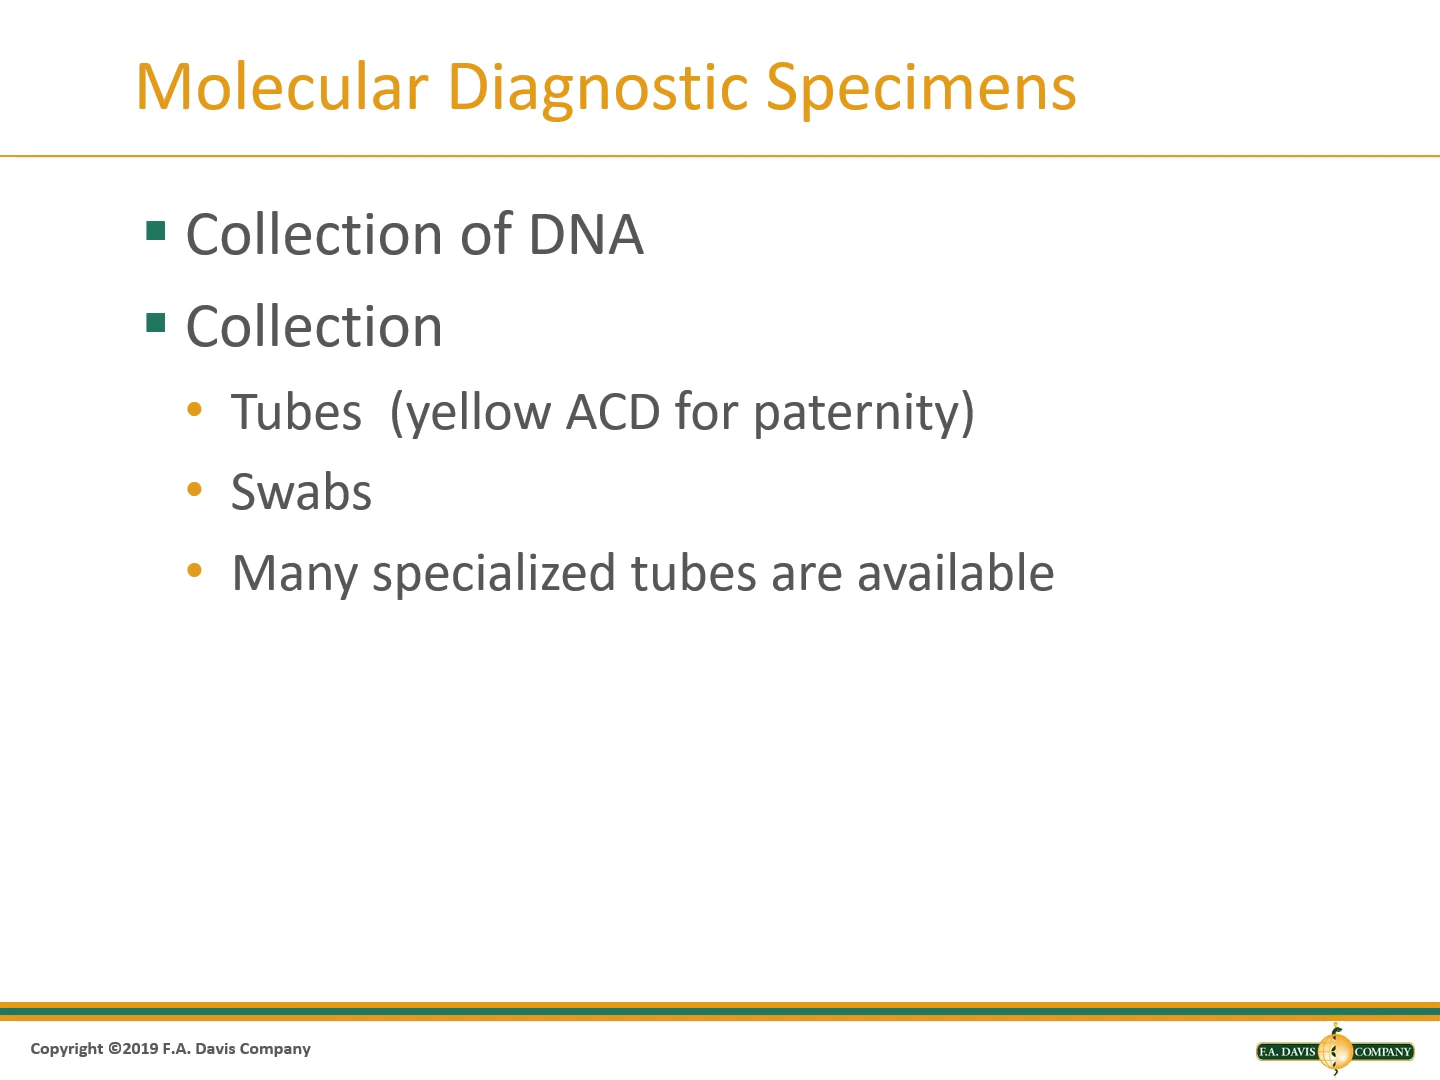 Molecular Diagnostic Specimens
▪ Collection of DNA
▪ Collection
• Tubes  (yellow ACD for paternity)
• Swabs
• Many specialized tubes are available
Copyright ©2019 F.A. Davis Company
F.A. DAVIS COMPANY